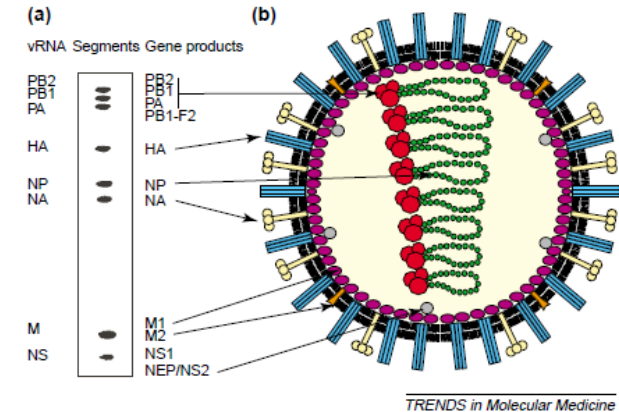 (a)
(b)
vRNA Segments Gene products
PB2
PB1
PA
HA
NP
NA
M
NS
PB2
PB1
PA
PB1-F2
HA
NP
NA
M1
M2
NS1
NEP/NS2
TRENDS in Molecular Medicine